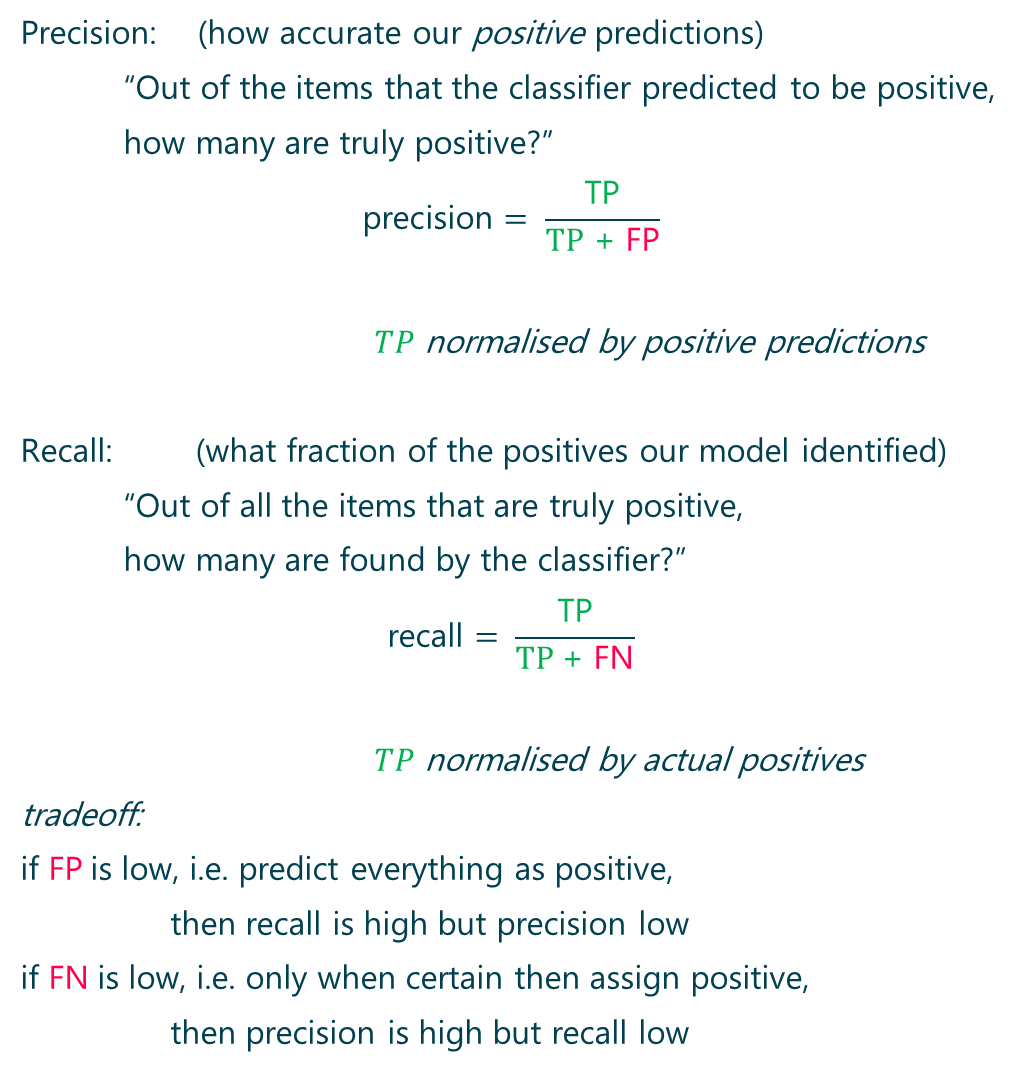 Precision: (how accurate our positive predictions)
“Out of the items that the classifier predicted to be positive,
how many are truly positive?”
precision = TP / TP + FP
TP normalised by positive predictions
Recall: (what fraction of the positives our model identified)
“Out of all the items that are truly positive,
how many are found by the classifier?”
recall = TP / TP + FN
TP normalised by actual positives
tradeoff:
if FP is low, i.e. predict everything as positive,
then recall is high but precision low
if FN is low, i.e. only when certain then assign positive,
then precision is high but recall low